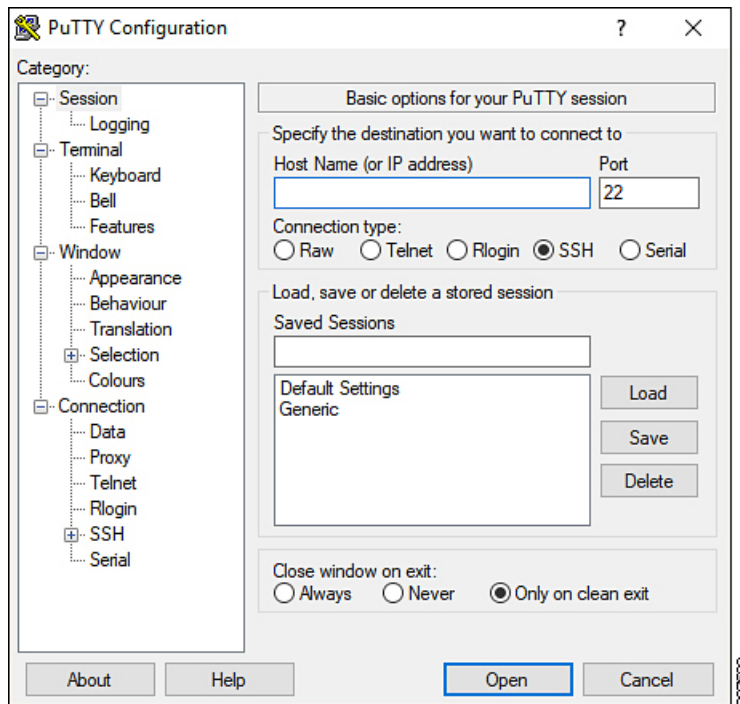 PuTTY Configuration
?
Category:
Session
Logging
Terminal
Keyboard
Bell
Features
Window
Appearance
Behaviour
Translation
Selection
Colours
Connection
Data
Proxy
Telnet
Rlogin
SSH
Serial
Basic options for your PuTTY session
Specify the destination you want to connect to
Host Name (or IP address) Port
22
Connection type:
Raw Telnet Rlogin SSH Serial
Load, save or delete a stored session
Saved Sessions
Default Settings
Generic
Load
Save
Delete
Close window on exit:
Always Never Only on clean exit
About Help Open Cancel